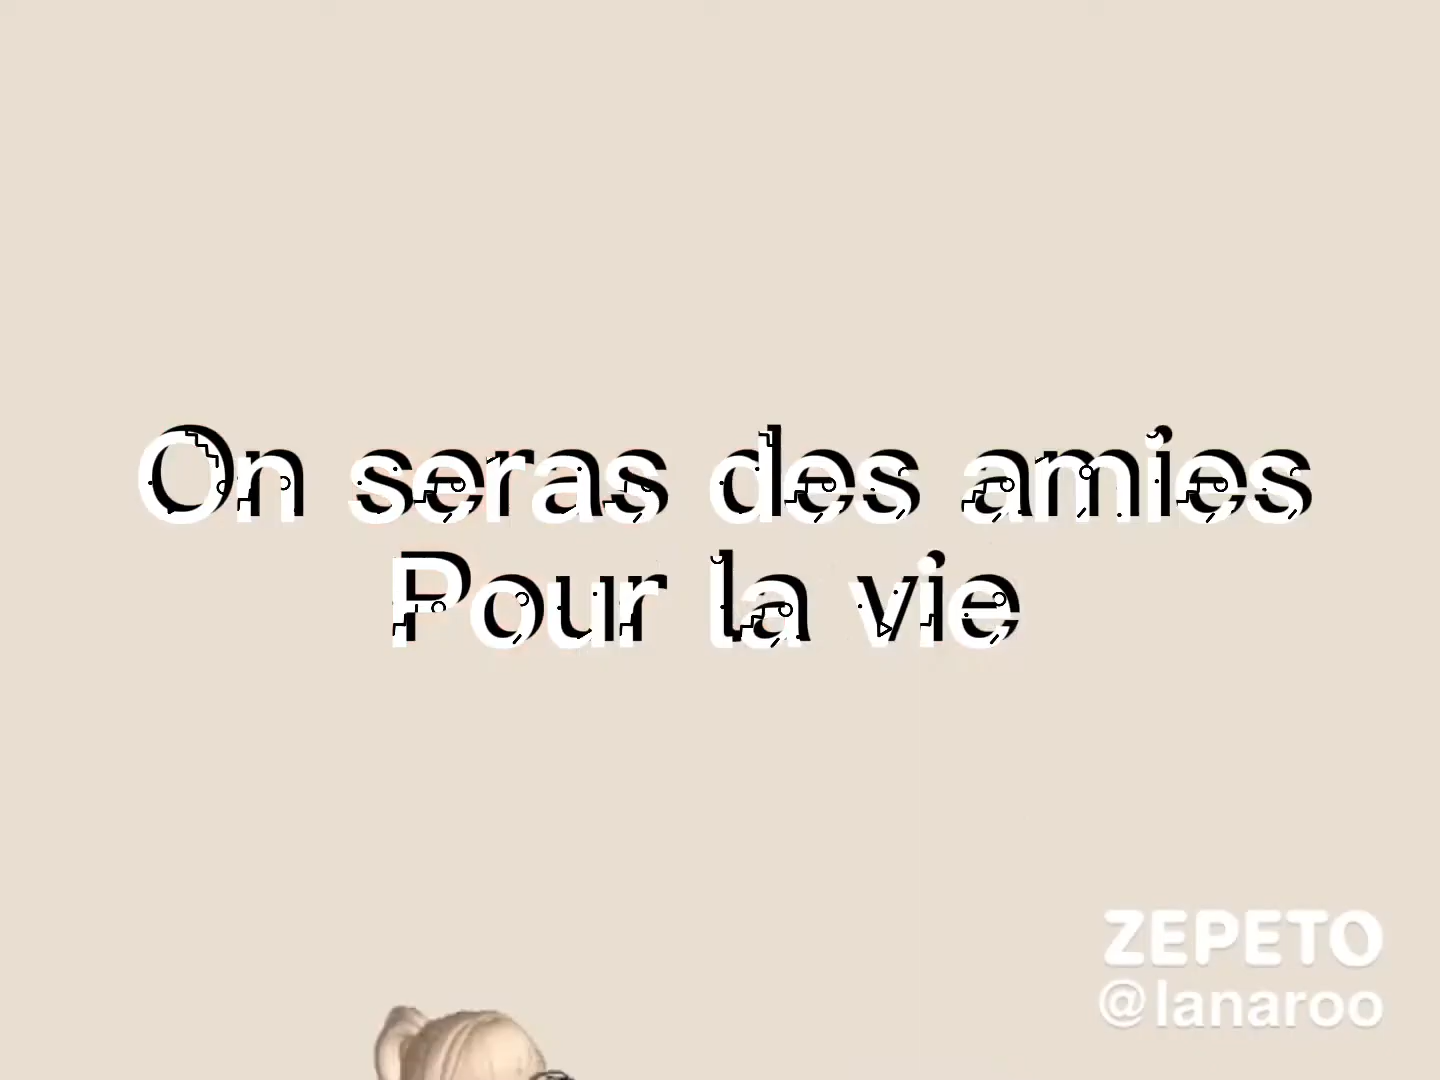 On seras des amies
Pour la vie
ZEPETO
@lanaroo